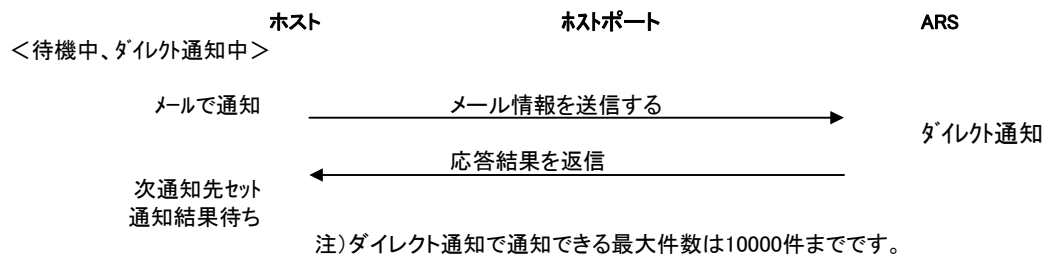 ホスト ホストポート ARS
＜待機中、ﾀﾞｲﾚｸﾄ通知中＞
ﾒｰﾙで通知 メール情報を送信する
ﾀﾞｲﾚｸﾄ通知
応答結果を返信
次通知先ｾｯﾄ
通知結果待ち
注）ダイレクト通知で通知できる最大件数は10000件までです。